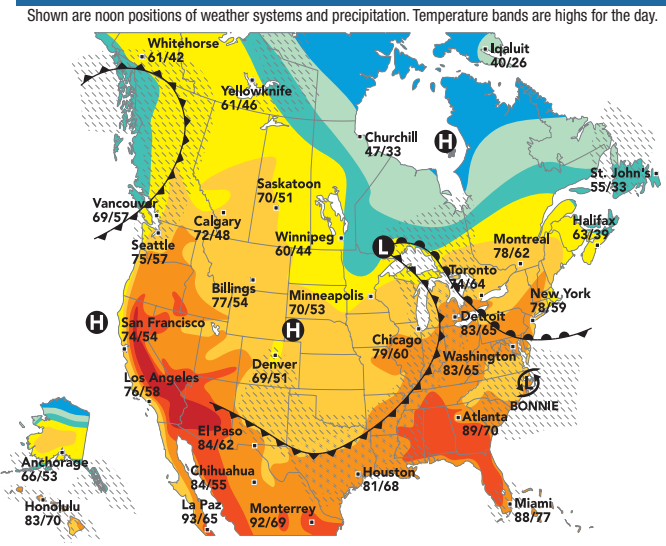 Shown are noon positions of weather systems and precipitation. Temperature bands are highs for the day.
Whitehorse
61/42
Iqaluit
40/26
Yellowknife
61/46
Churchill
47/33
H
St. John's
55/33
Saskatoon
70/51
Vancouver
69/57
Calgary
72/48
Halifax
63/39
Winnipeg
60/44
L
Montreal
78/62
Seattle
75/57
Toronto
74/64
Billings
77/54
Minneapolis
70/53
New York
78/59
H
San Francisco
74/54
H
Detroit
83/65
Chicago
79/60
Washington
83/65
Denver
69/51
Los Angeles
76/58
L
BONNIE
Atlanta
89/70
El Paso
84/62
Anchorage
66/53
Chihuahua
84/55
Houston
81/68
Honolulu
83/70
La Paz
93/65
Monterrey
92/69
Miami
88/77